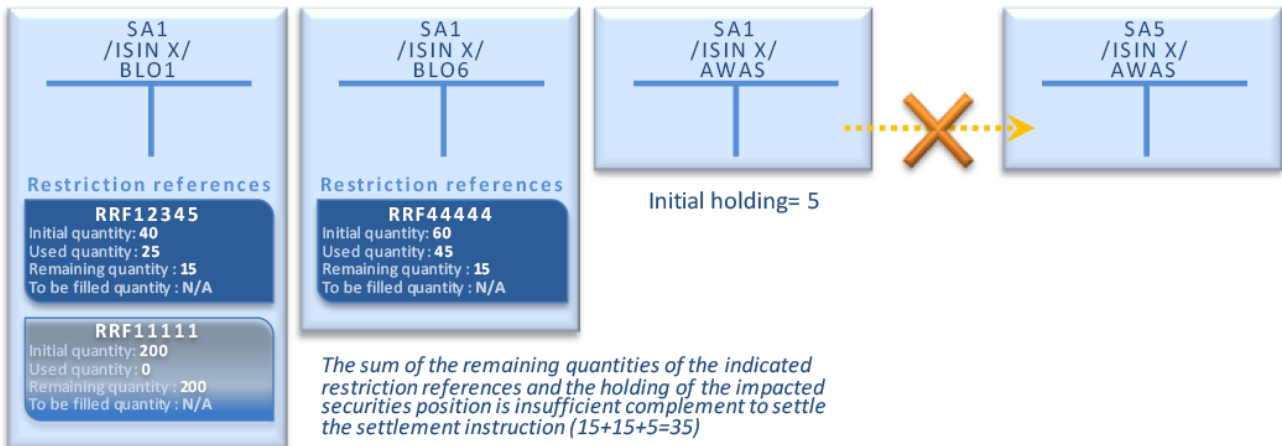 SA1
/ISIN X/
BLO1
Restriction references
RRF12345
Initial quantity: 40
Used quantity : 25
Remaining quantity : 15
To be filled quantity : N/A
RRF11111
Initial quantity: 200
Used quantity : 0
Remaining quantity : 200
To be filled quantity : N/A
SA1
/ISIN X/
BLO6
Restriction references
RRF44444
Initial quantity: 60
Used quantity : 45
Remaining quantity : 15
To be filled quantity : N/A
SA1
/ISIN X/
AWAS
Initial holding= 5
SA5
/ISIN X/
AWAS
The sum of the remaining quantities of the indicated
restriction references and the holding of the impacted
securities position is insufficient complement to settle
the settlement instruction (15+15+5=35)